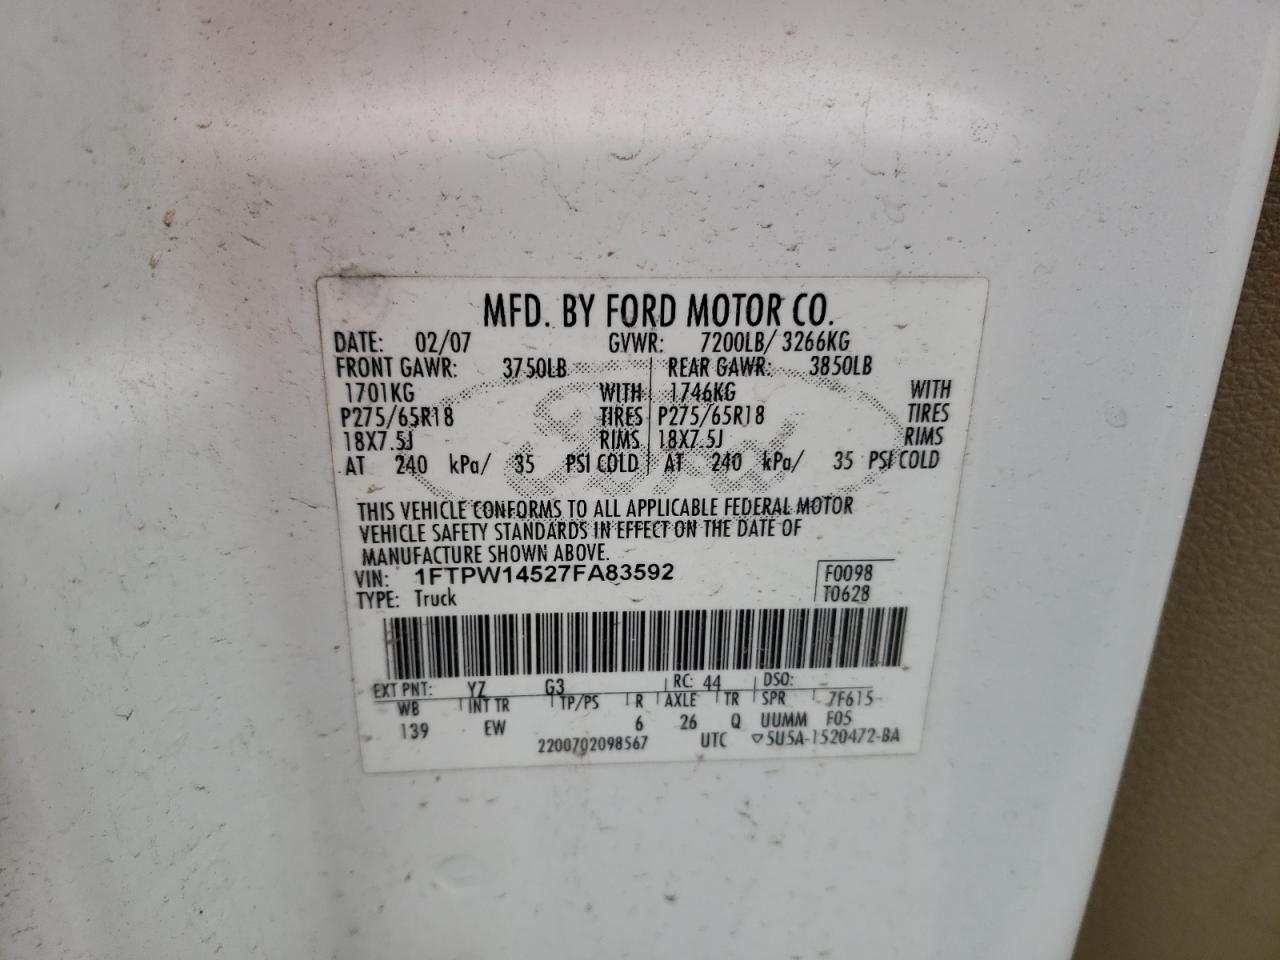 MFD. BY FORD MOTOR CO.
DATE: 02/07 GVWR: 7200LB/ 3266KG
FRONT GAWR: 3750LB REAR GAWR: 3850LB
1701KG WITH 1746KG WITH
P275/65R18 TIRES P275/65R18 TIRES
18X7.5J RIMS 18X7.5J RIMS
AT 240 kPa/ 35 PSI COLD AT 240 kPa/ 35 PSI COLD
Ford
THIS VEHICLE CONFORMS TO ALL APPLICABLE FEDERAL MOTOR
VEHICLE SAFETY STANDARDS IN EFFECT ON THE DATE OF
MANUFACTURE SHOWN ABOVE.
VIN: 1FTPW14527FA83592 F0098
TYPE: Truck T0628
EXT PNT: YZ G3 RC: 44 DSO:
WB INT TR TP/PS R AXLE TR SPR 7F615
139 EW 6 26 Q UUMM F05
2200702098567 UTC ▽5U5A-1520472-BA